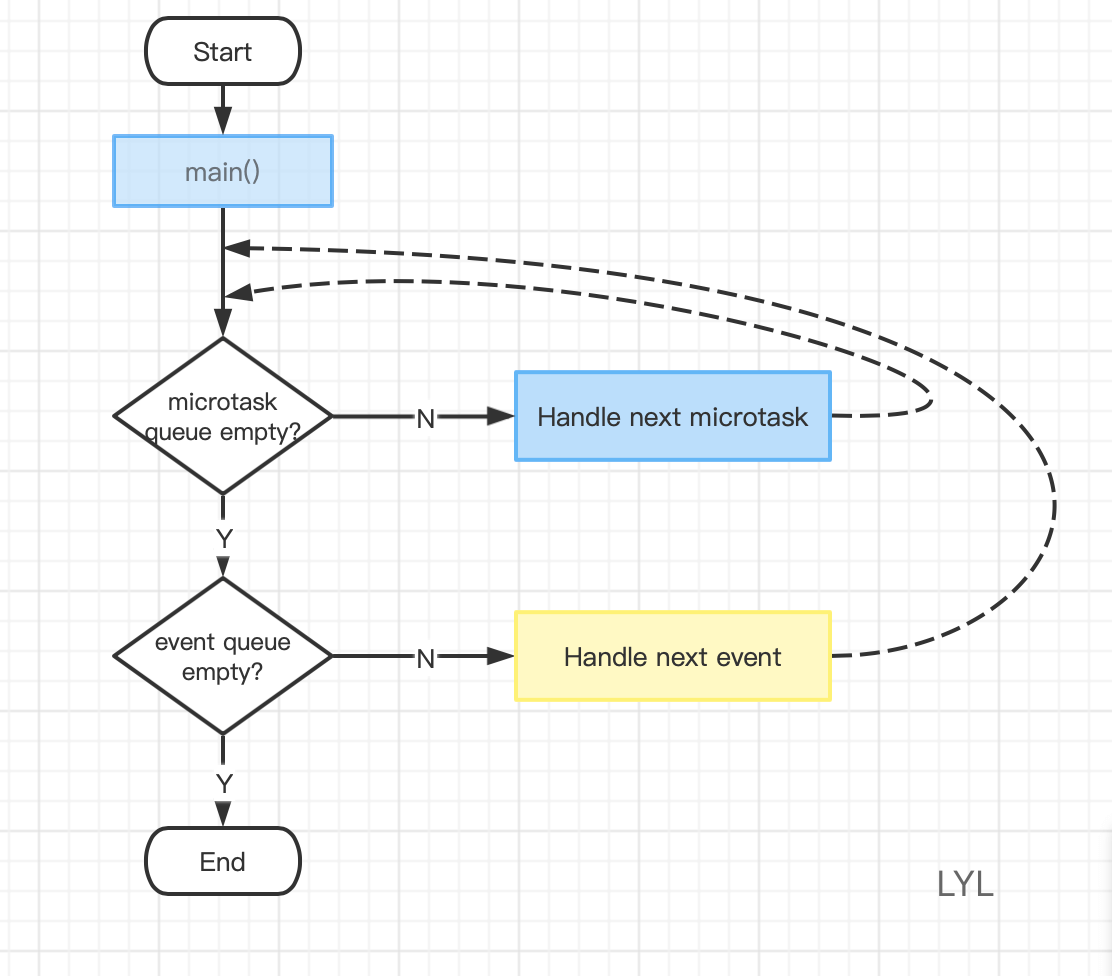 Start
main()
microtask
queue empty?
N
Handle next microtask
Y
event queue
empty?
N
Handle next event
Y
End
LYL